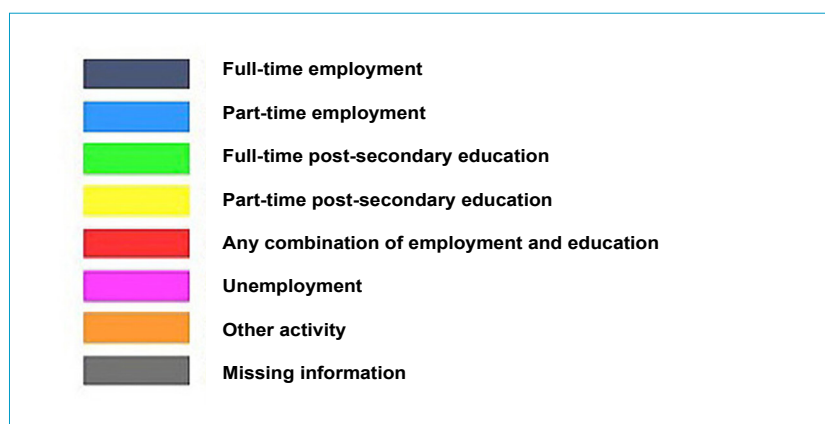 Full-time employment
Part-time employment
Full-time post-secondary education
Part-time post-secondary education
Any combination of employment and education
Unemployment
Other activity
Missing information